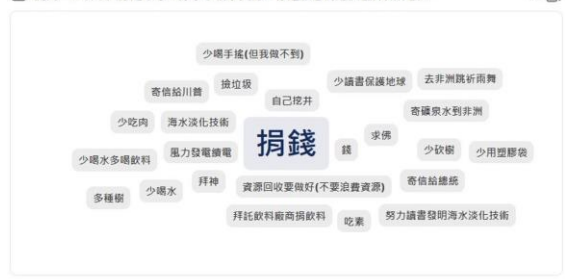 少喝手搖(但我做不到)
撿垃圾
少讀書保護地球
去非洲跳祈雨舞
寄信給川普
自己挖井
寄礦泉水到非洲
少吃肉
海水淡化技術
捐錢
求佛
錢
少砍樹
少用塑膠袋
少喝水多喝飲料
風力發電饋電
拜神
資源回收要做好(不要浪費資源)
寄信給總統
多種樹
少喝水
拜託飲料廠商捐飲料
吃素
努力讀書發明海水淡化技術